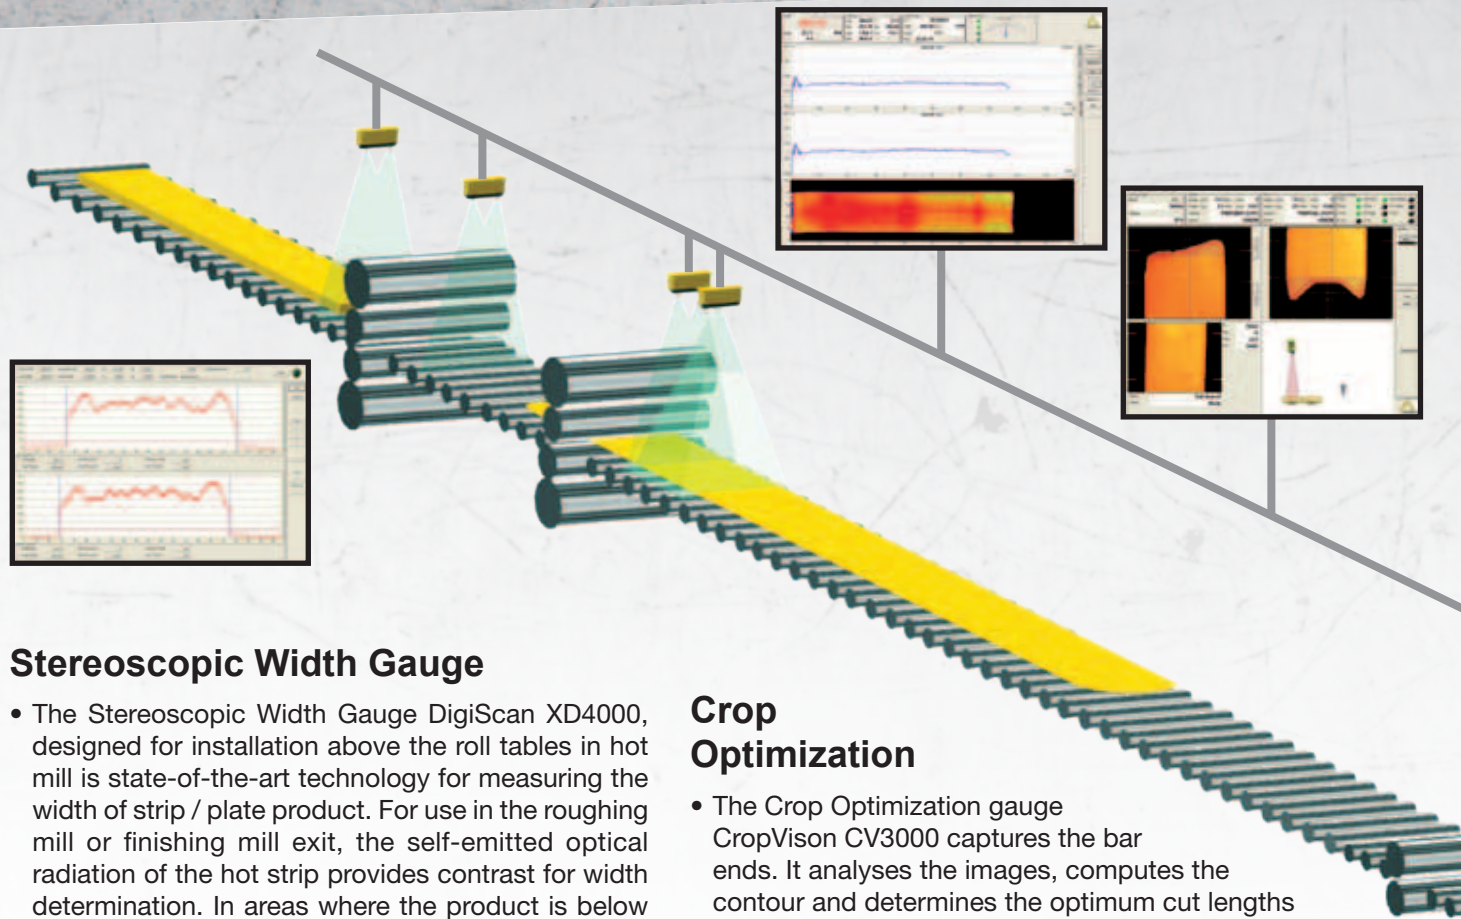 Stereoscopic Width Gauge
• The Stereoscopic Width Gauge DigiScan XD4000,
designed for installation above the roll tables in hot
mill is state-of-the-art technology for measuring the
width of strip / plate product. For use in the roughing
mill or finishing mill exit, the self-emitted optical
radiation of the hot strip provides contrast for width
determination. In areas where the product is below
Crop
Optimization
• The Crop Optimization gauge
CropVison CV3000 captures the bar
ends. It analyses the images, computes the
contour and determines the optimum cut lengths